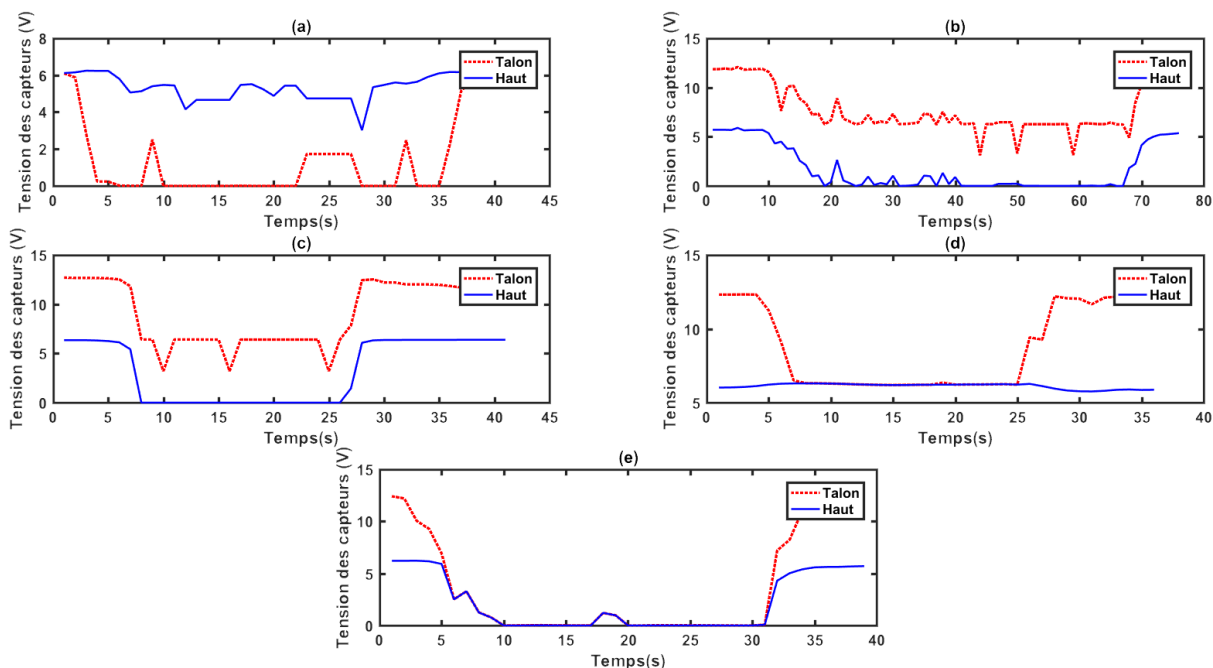 (a)
Tension des capteurs (V)
8
6
4
2
0
0 5 10 15 20 25 30 35 40 45
Temps(s)
Talon
Haut
(b)
Tension des capteurs (V)
15
10
5
0
0 10 20 30 40 50 60 70 80
Temps(s)
Talon
Haut
(c)
Tension des capteurs (V)
15
10
5
0
0 5 10 15 20 25 30 35 40 45
Temps(s)
Talon
Haut
(d)
Tension des capteurs (V)
15
10
5
0 5 10 15 20 25 30 35 40
Temps(s)
Talon
Haut
(e)
Tension des capteurs (V)
15
10
5
0
0 5 10 15 20 25 30 35 40
Temps(s)
Talon
Haut